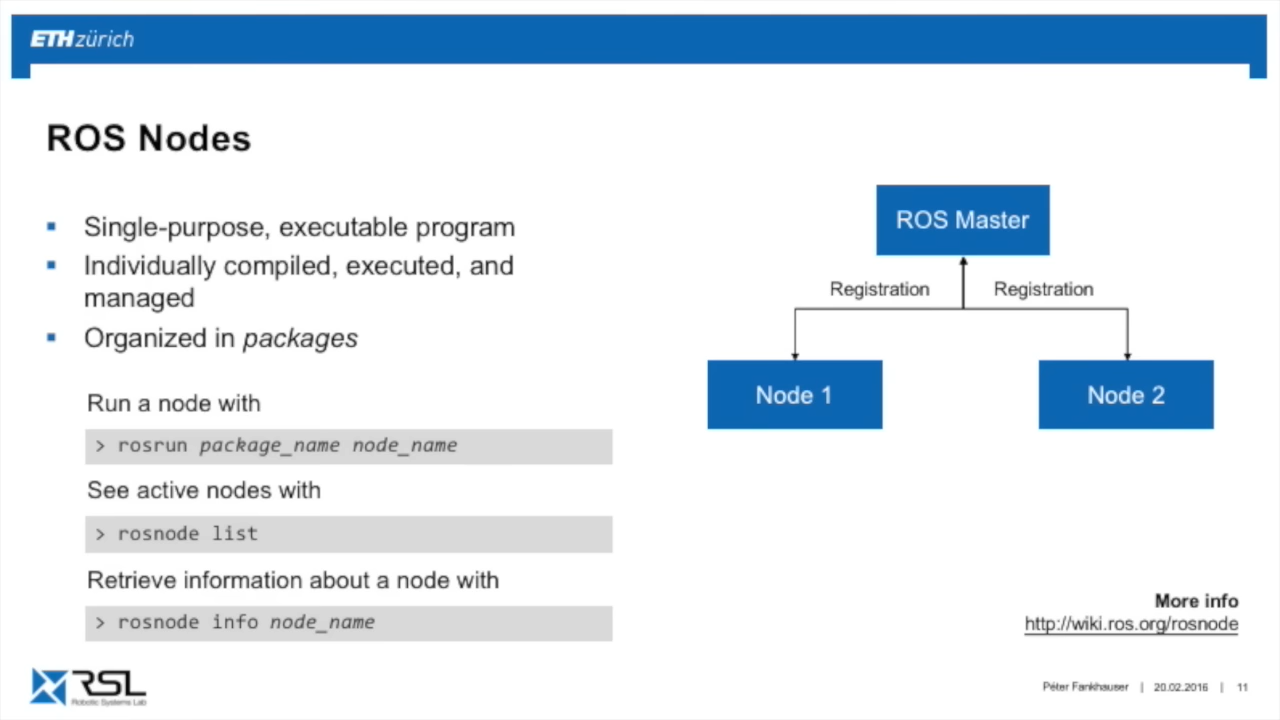 ETH zürich
ROS Nodes
Single-purpose, executable program
Individually compiled, executed, and
managed
Organized in packages
Run a node with
> rosrun package_name node_name
See active nodes with
> rosnode list
Retrieve information about a node with
> rosnode info node_name
ROS Master
Registration
Registration
Node 1
Node 2
More info
http://wiki.ros.org/rosnode
RSL
Robotic Systems Lab
Péter Fankhauser | 20.02.2016 | 11